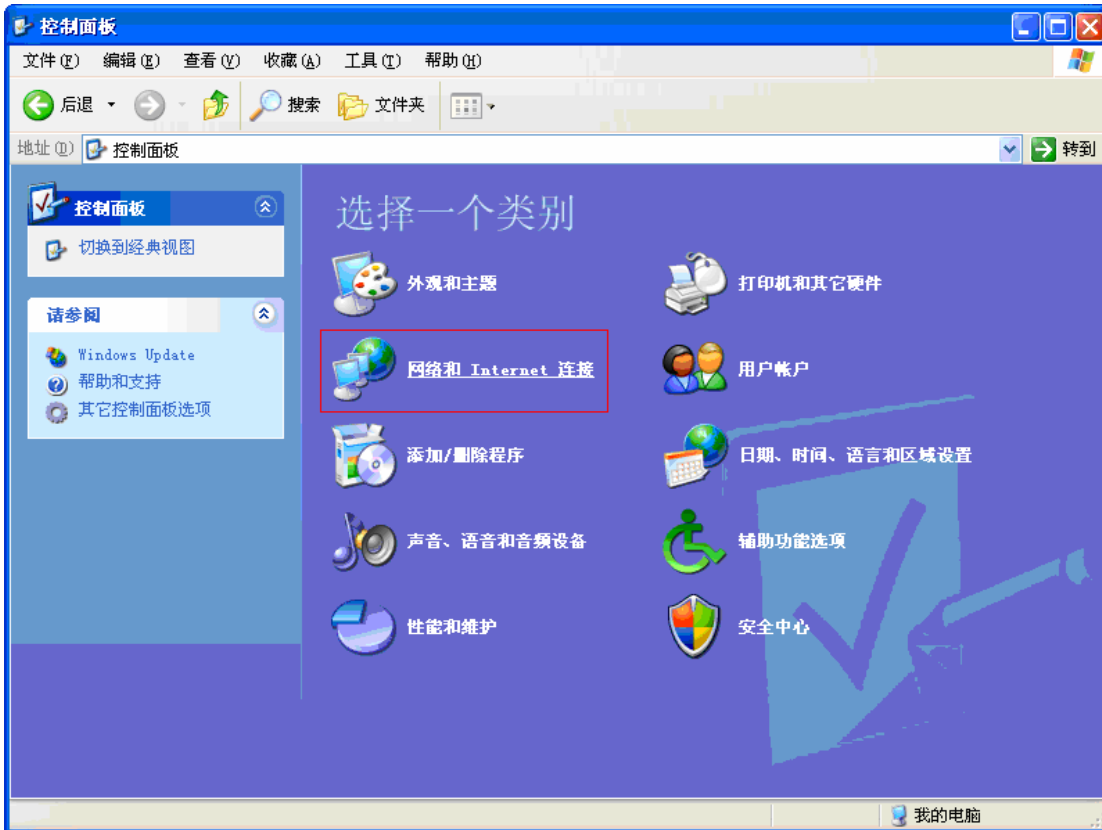 控制面板
文件(F) 编辑(E) 查看(V) 收藏(A) 工具(T) 帮助(H)
后退 搜索 文件夹
地址(D) 控制面板 转到
控制面板
切换到经典视图
请参阅
Windows Update
帮助和支持
其它控制面板选项
选择一个类别
外观和主题 打印机和其它硬件
网络和 Internet 连接 用户帐户
添加/删除程序 日期、时间、语言和区域设置
声音、语音和音频设备 辅助功能选项
性能和维护 安全中心
我的电脑